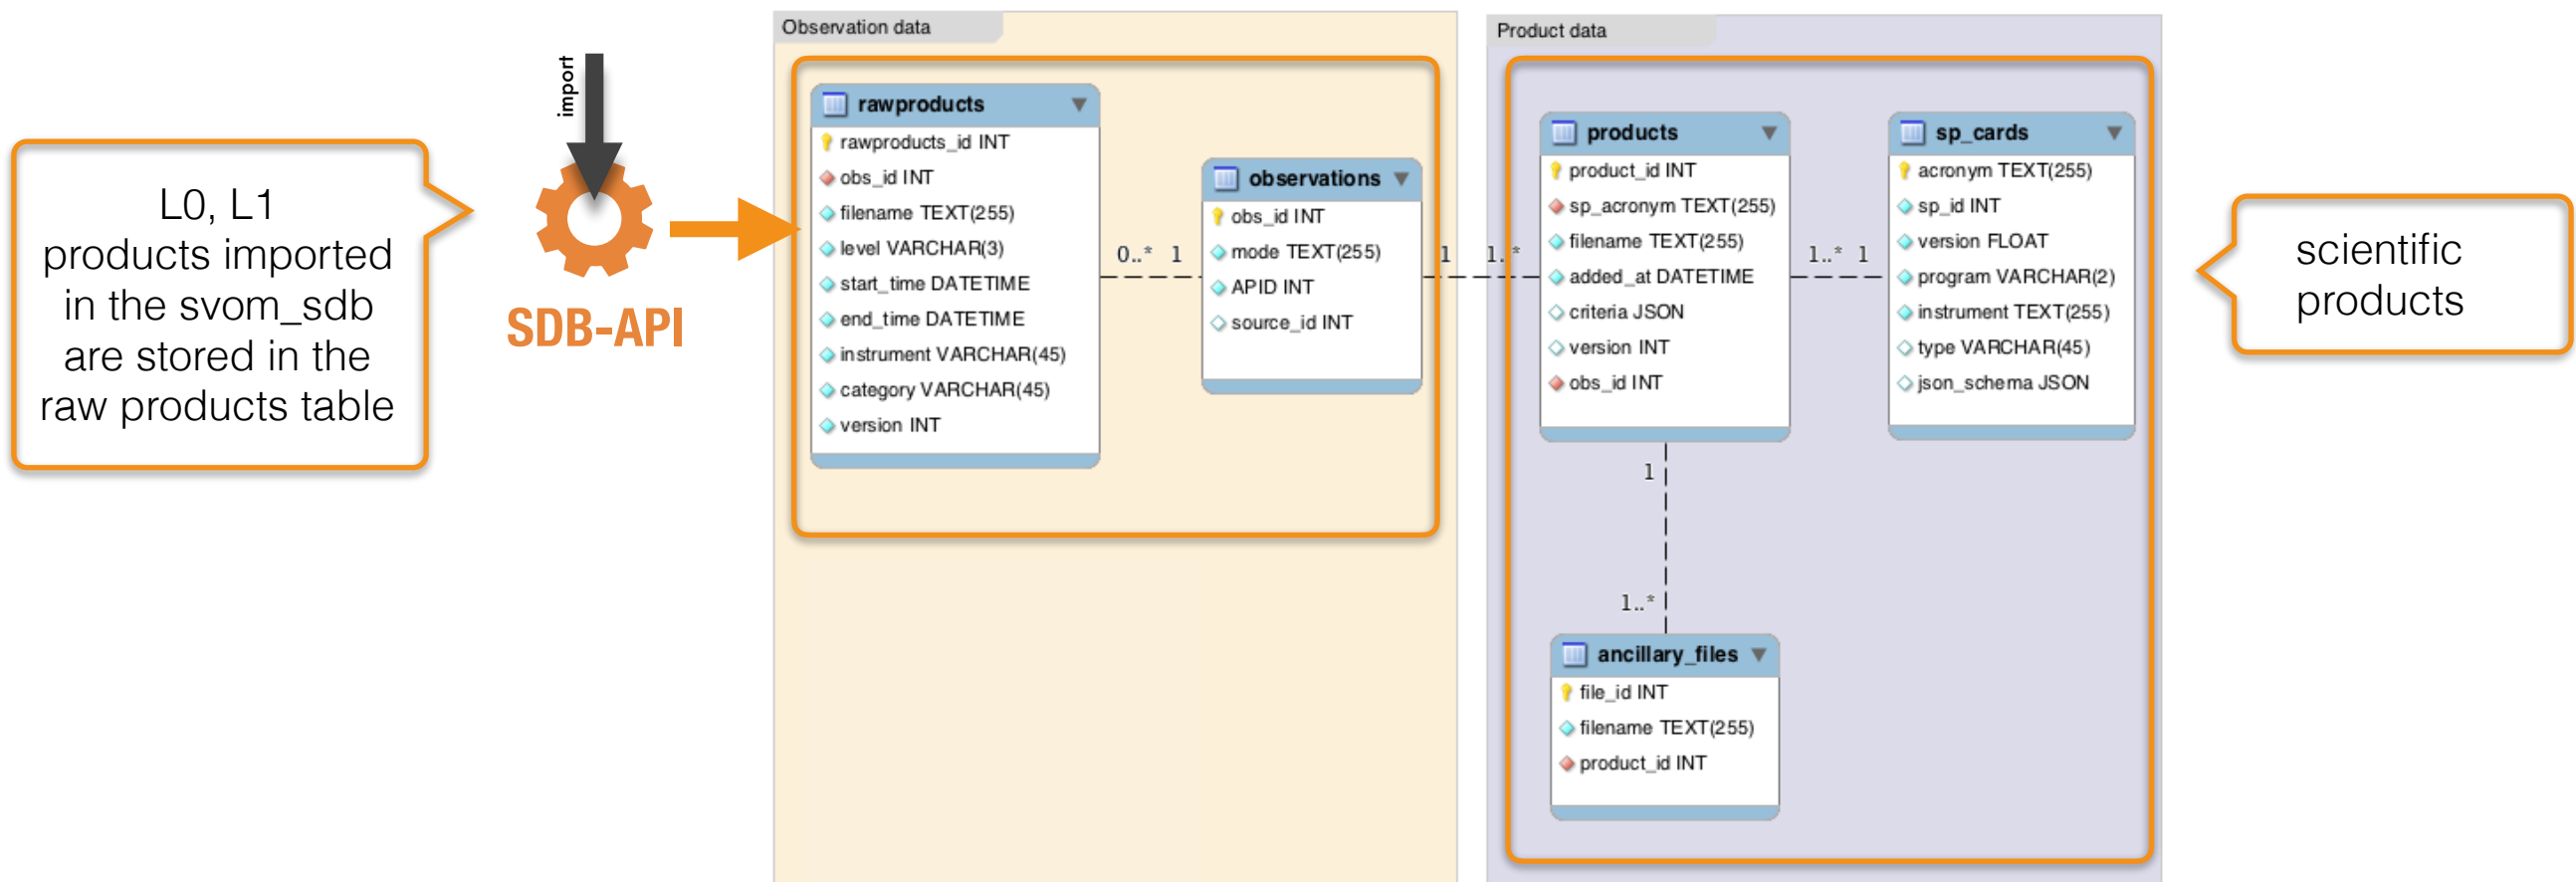 L0, L1
products imported
in the svom_sdb
are stored in the
raw products table
import
SDB-API
Observation data
rawproducts
rawproducts_id INT
obs_id INT
filename TEXT(255)
level VARCHAR(3)
start_time DATETIME
end_time DATETIME
instrument VARCHAR(45)
category VARCHAR(45)
version INT
0..* 1
observations
obs_id INT
mode TEXT(255)
APID INT
source_id INT
1 1..*
Product data
products
product_id INT
sp_acronym TEXT(255)
filename TEXT(255)
added_at DATETIME
criteria JSON
version INT
obs_id INT
1..* 1
sp_cards
acronym TEXT(255)
sp_id INT
version FLOAT
program VARCHAR(2)
instrument TEXT(255)
type VARCHAR(45)
json_schema JSON
1
1..*
ancillary_files
file_id INT
filename TEXT(255)
product_id INT
scientific
products